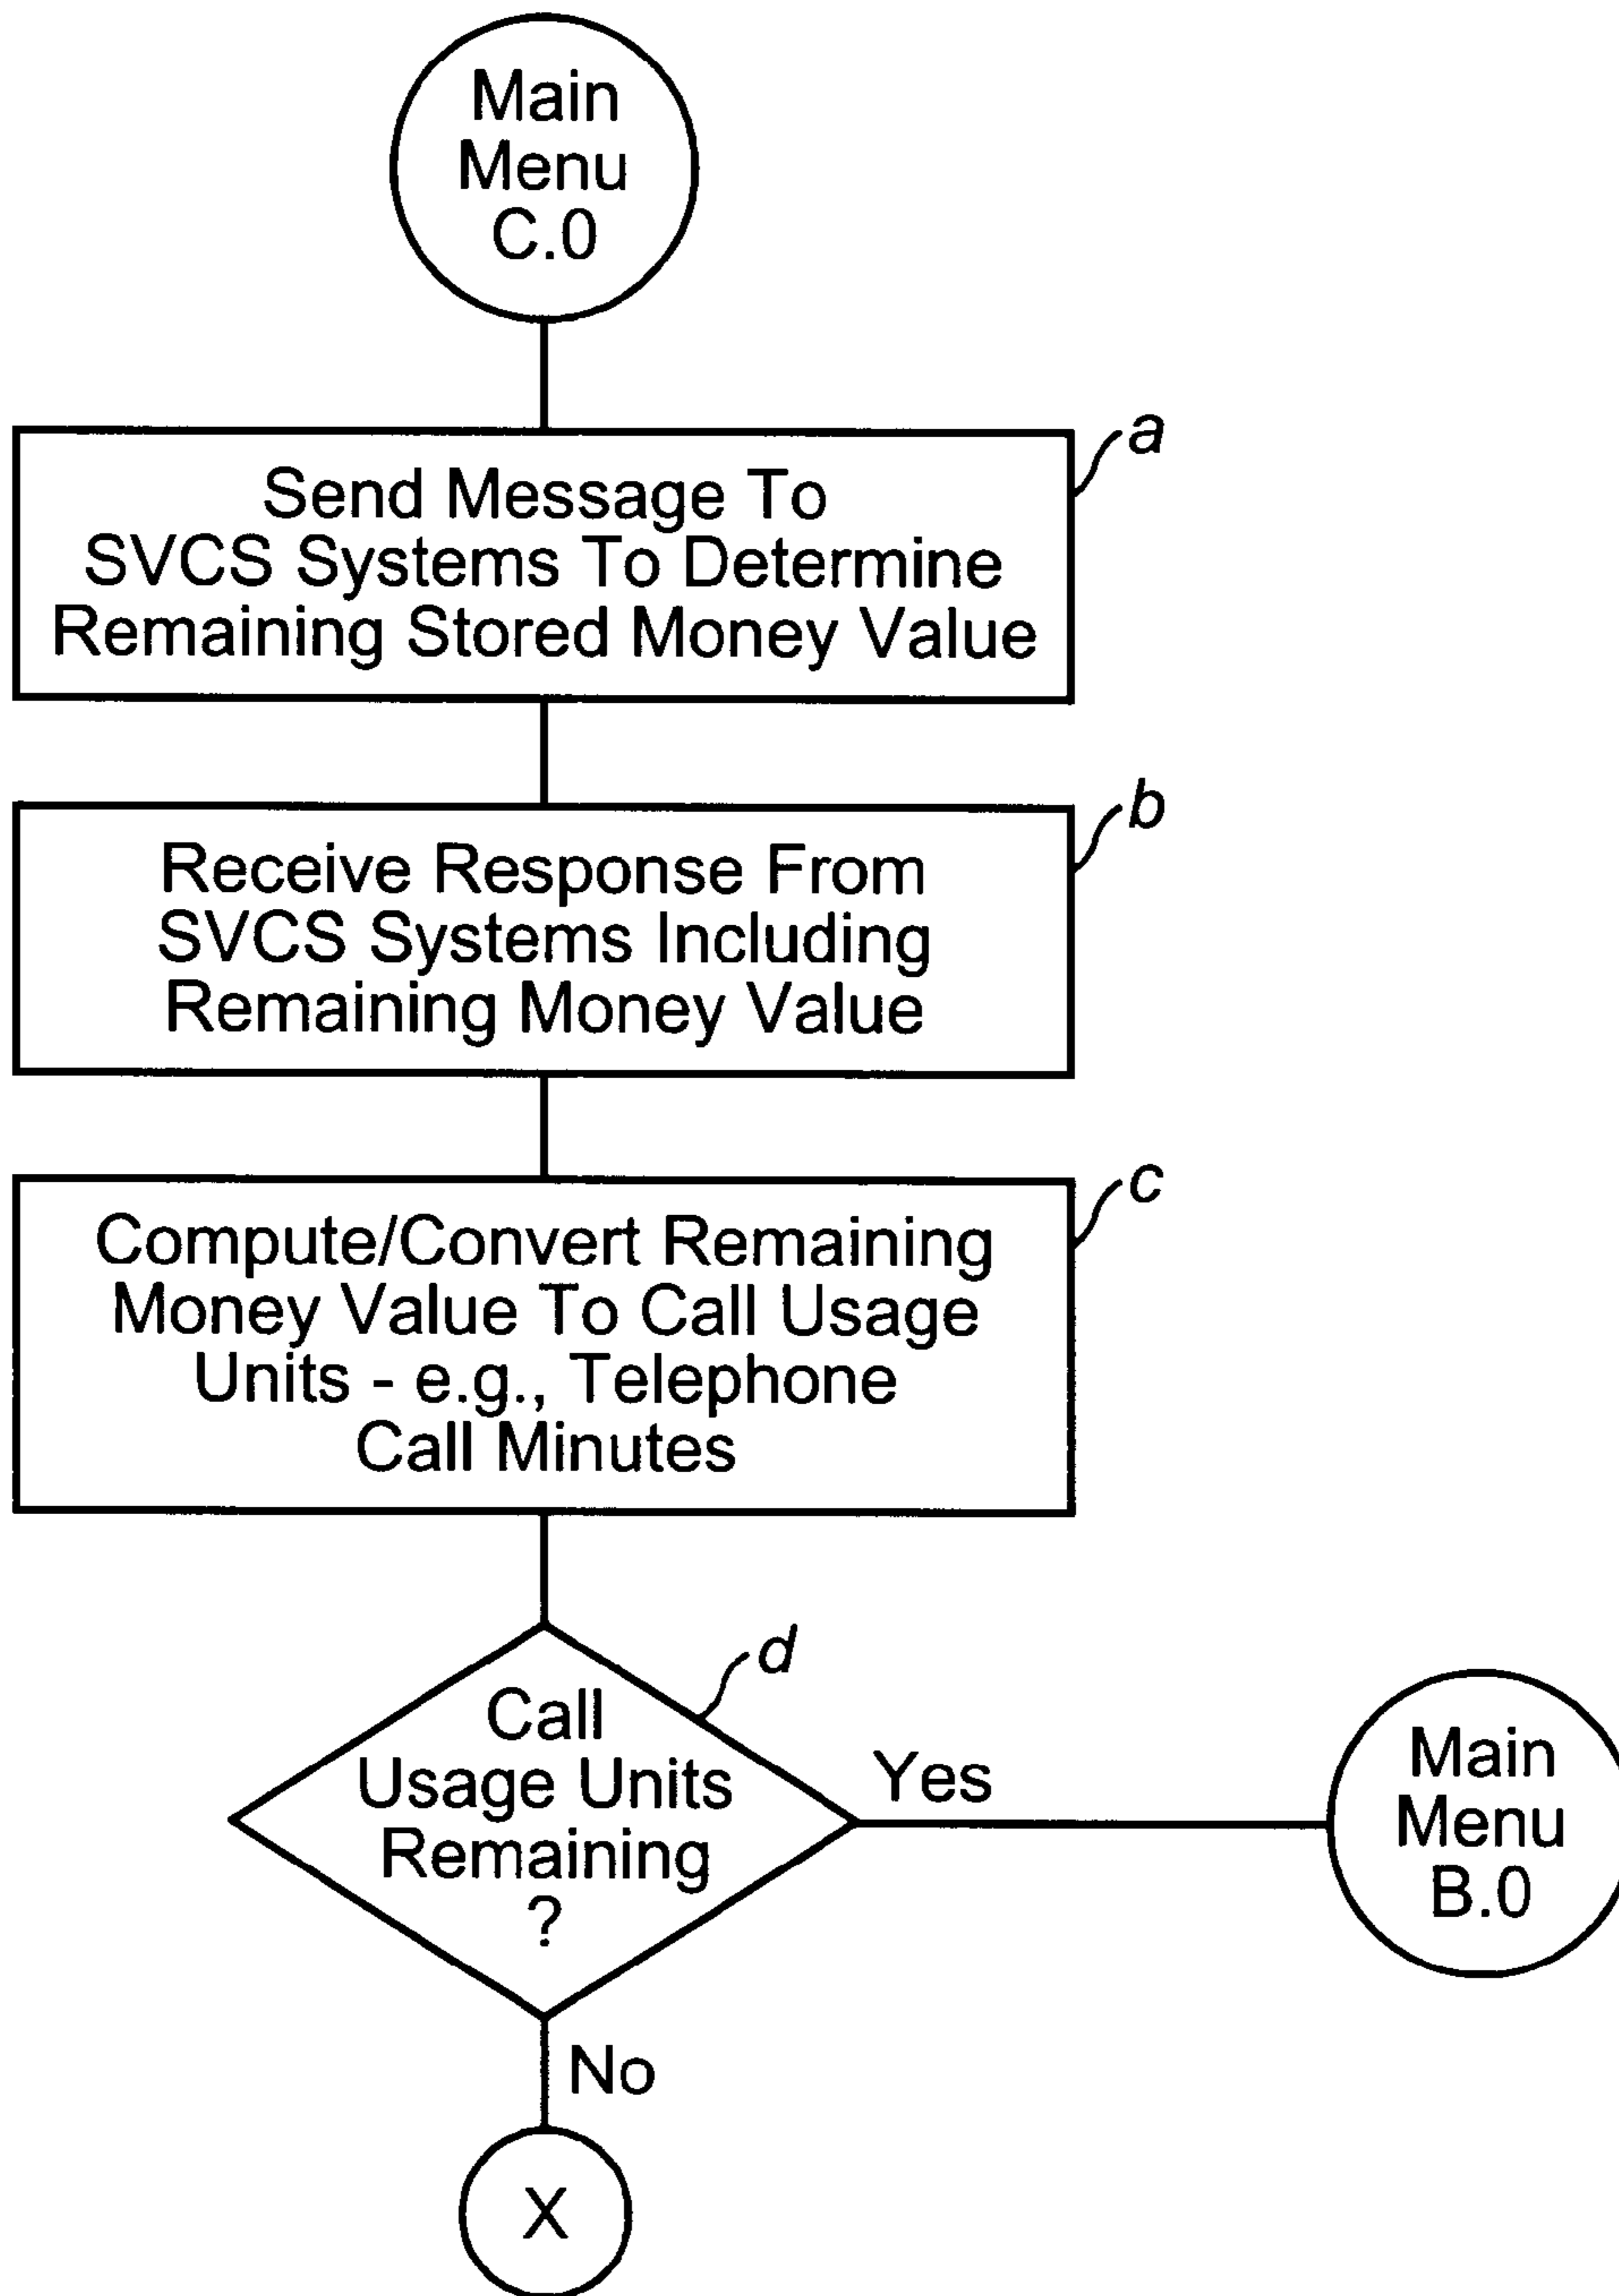 Main
Menu
C.0
a
Send Message To
SVCS Systems To Determine
Remaining Stored Money Value
b
Receive Response From
SVCS Systems Including
Remaining Money Value
c
Compute/Convert Remaining
Money Value To Call Usage
Units - e.g., Telephone
Call Minutes
d
Call
Usage Units
Remaining
?
Yes
Main
Menu
B.0
No
X